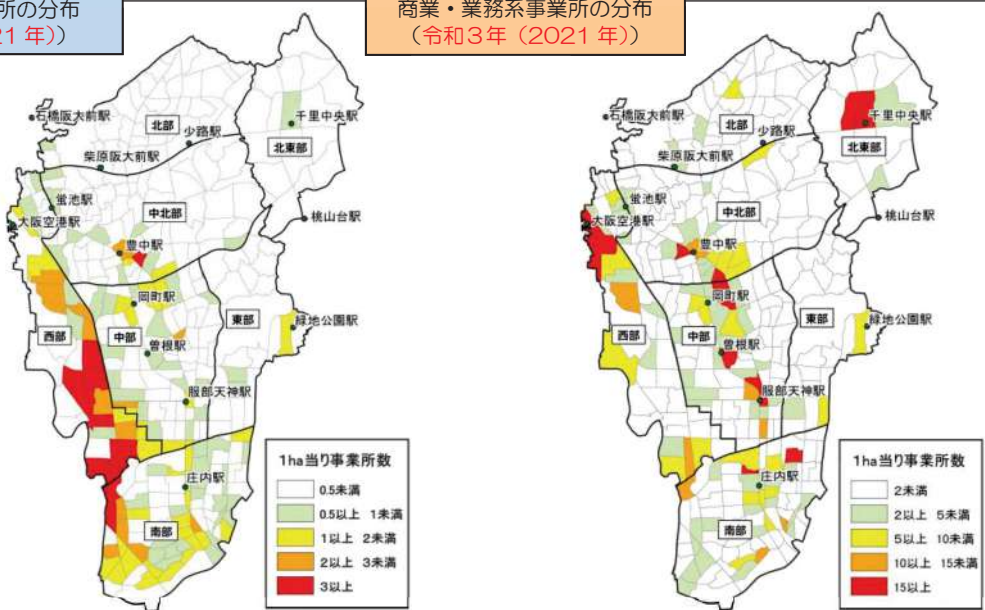 所の分布
21 年))
商業・業務系事業所の分布
(令和3年(2021 年))
石橋阪大前駅
北部
少路駅
千里中央駅
北東部
柴原阪大前駅
蛍池駅
大阪空港駅
中北部
桃山台駅
豊中駅
岡町駅
西部
中部
東部
緑地公園駅
曽根駅
服部天神駅
庄内駅
南部
1ha当り事業所数
0.5未満
0.5以上 1未満
1以上 2未満
2以上 3未満
3以上
石橋阪大前駅
北部
少路駅
千里中央駅
北東部
柴原阪大前駅
蛍池駅
大阪空港駅
中北部
桃山台駅
豊中駅
岡町駅
西部
中部
東部
緑地公園駅
曽根駅
服部天神駅
庄内駅
南部
1ha当り事業所数
2未満
2以上 5未満
5以上 10未満
10以上 15未満
15以上